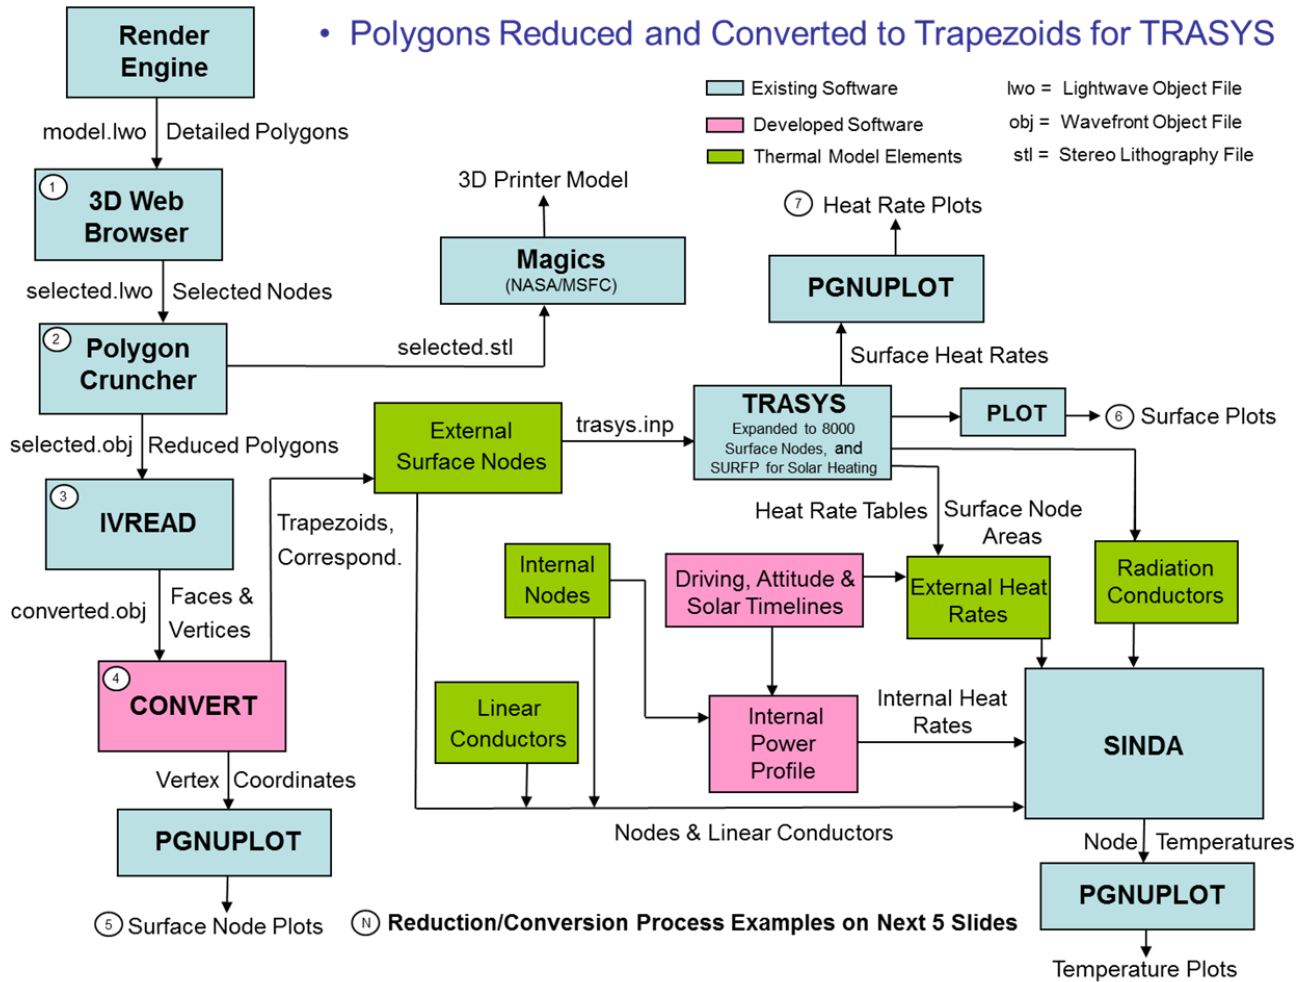 • Polygons Reduced and Converted to Trapezoids for TRASYS
Render
Engine
Existing Software
lwo = Lightwave Object File
Developed Software
obj = Wavefront Object File
Thermal Model Elements
stl = Stereo Lithography File
model.lwo
Detailed Polygons
1
3D Web
Browser
3D Printer Model
7 Heat Rate Plots
Magics
(NASA/MSFC)
PGNUPLOT
selected.lwo
Selected Nodes
2
Polygon
Cruncher
selected.stl
Surface Heat Rates
External
Surface Nodes
trasys.inp
TRASYS
Expanded to 8000
Surface Nodes, and
SURFP for Solar Heating
PLOT
6 Surface Plots
selected.obj
Reduced Polygons
3
IVREAD
Trapezoids,
Correspond.
Heat Rate Tables
Surface Node
Areas
Internal
Nodes
Driving, Attitude &
Solar Timelines
External Heat
Rates
Radiation
Conductors
converted.obj
Faces &
Vertices
4
CONVERT
Linear
Conductors
Internal
Power
Profile
Internal Heat
Rates
SINDA
Vertex
Coordinates
PGNUPLOT
Nodes & Linear Conductors
Node
Temperatures
PGNUPLOT
5 Surface Node Plots
N Reduction/Conversion Process Examples on Next 5 Slides
Temperature Plots